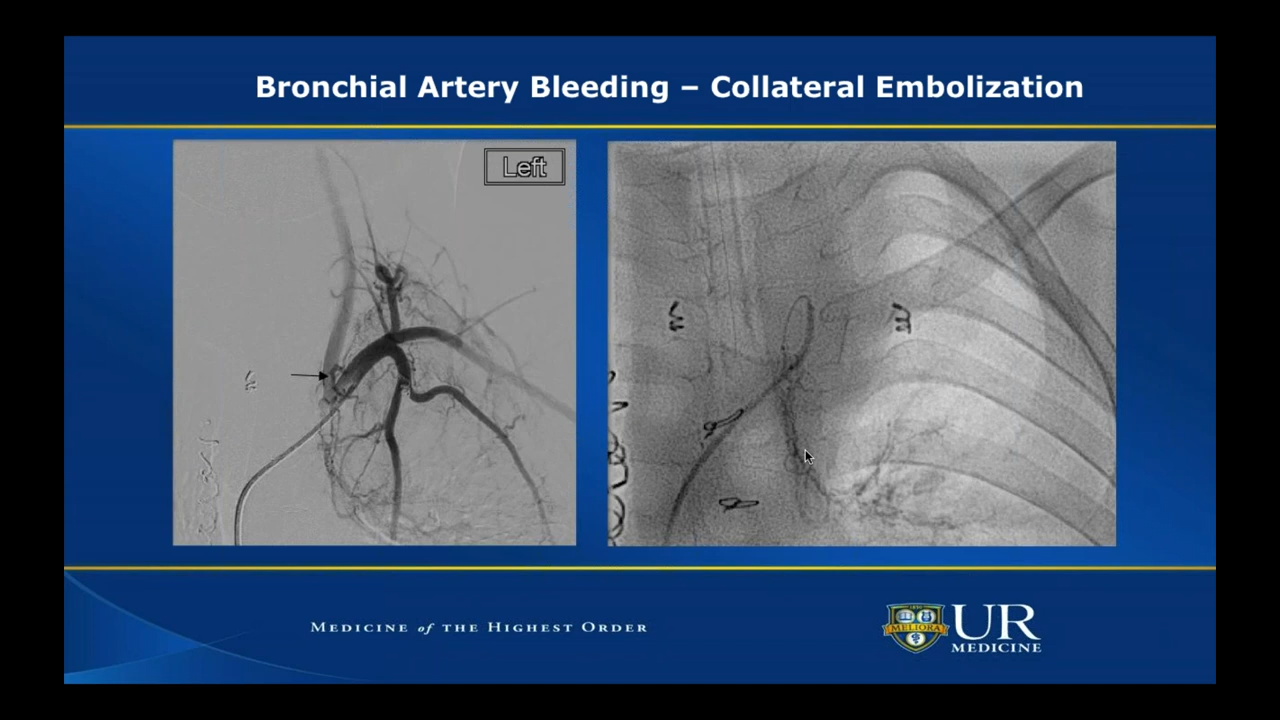 Bronchial Artery Bleeding – Collateral Embolization
Left
MEDICINE of THE HIGHEST ORDER
MELIORA
UR
MEDICINE